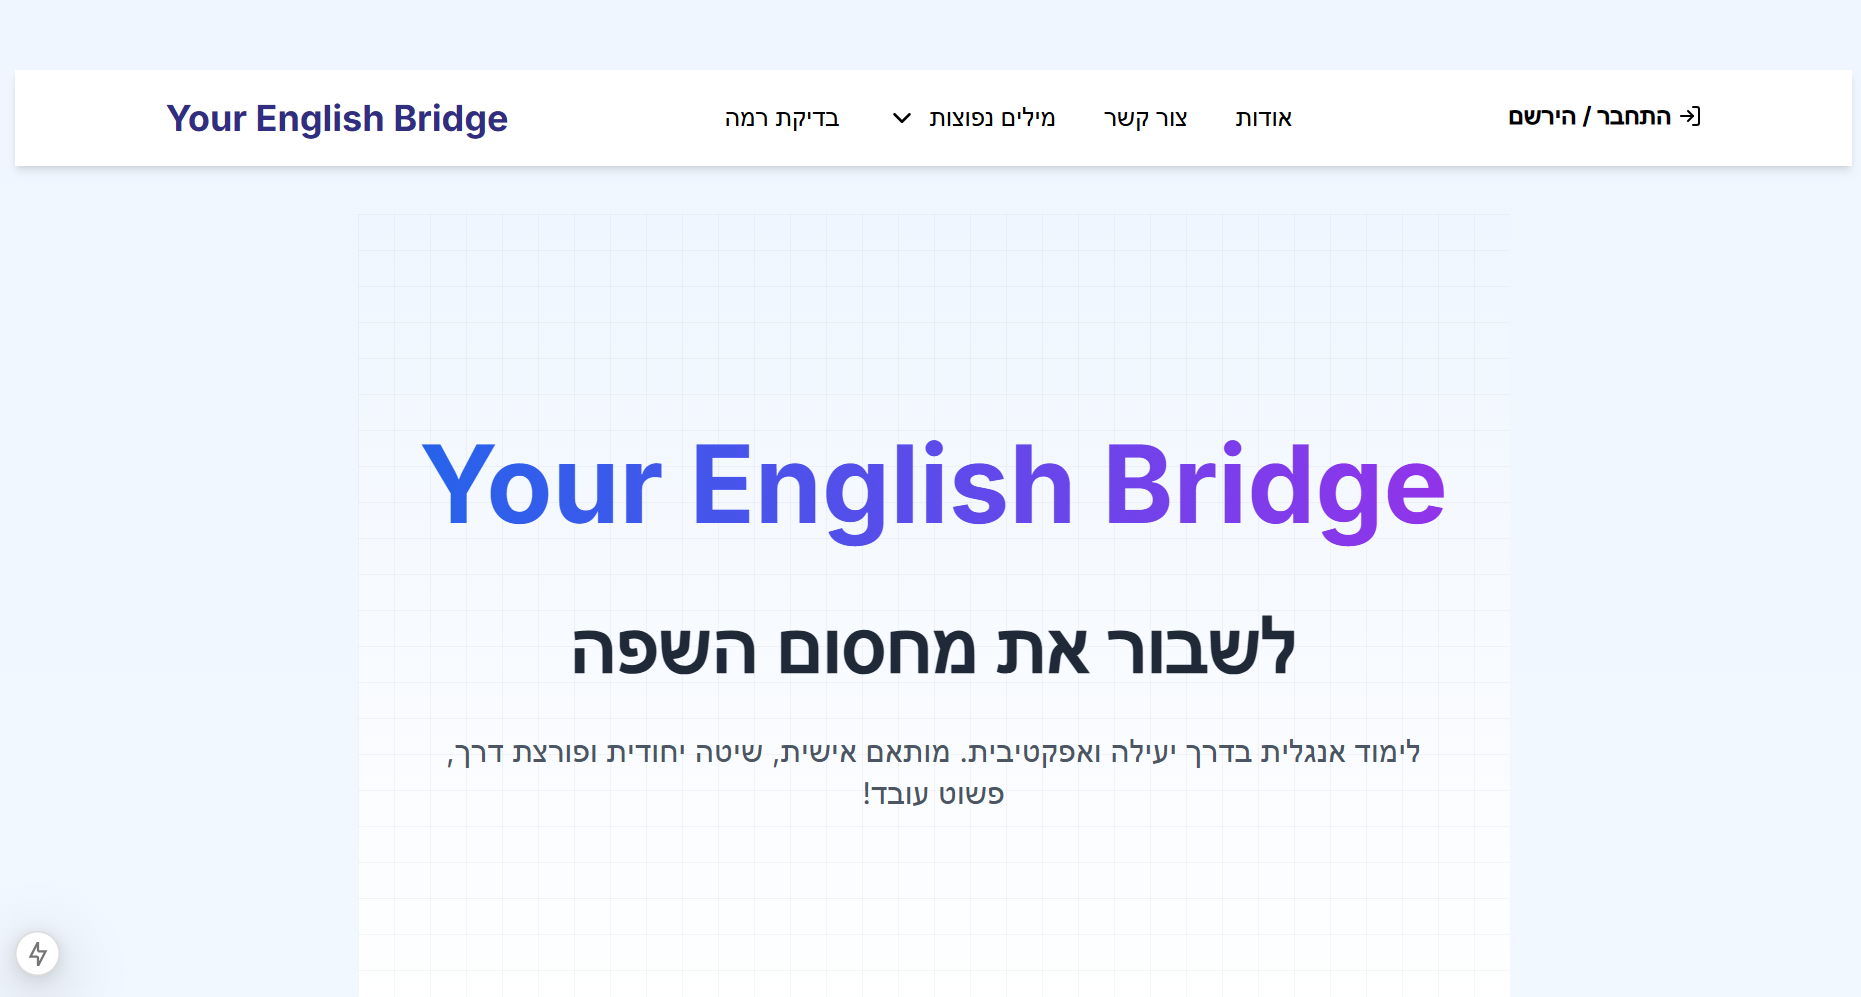 Your English Bridge
בדיקת רמה
מילים נפוצות
צור קשר
אודות
התחבר / הירשם
Your English Bridge
לשבור את מחסום השפה
לימוד אנגלית בדרך יעילה ואפקטיבית. מותאם אישית, שיטה יחודית ופורצת דרך,
פשוט עובד!